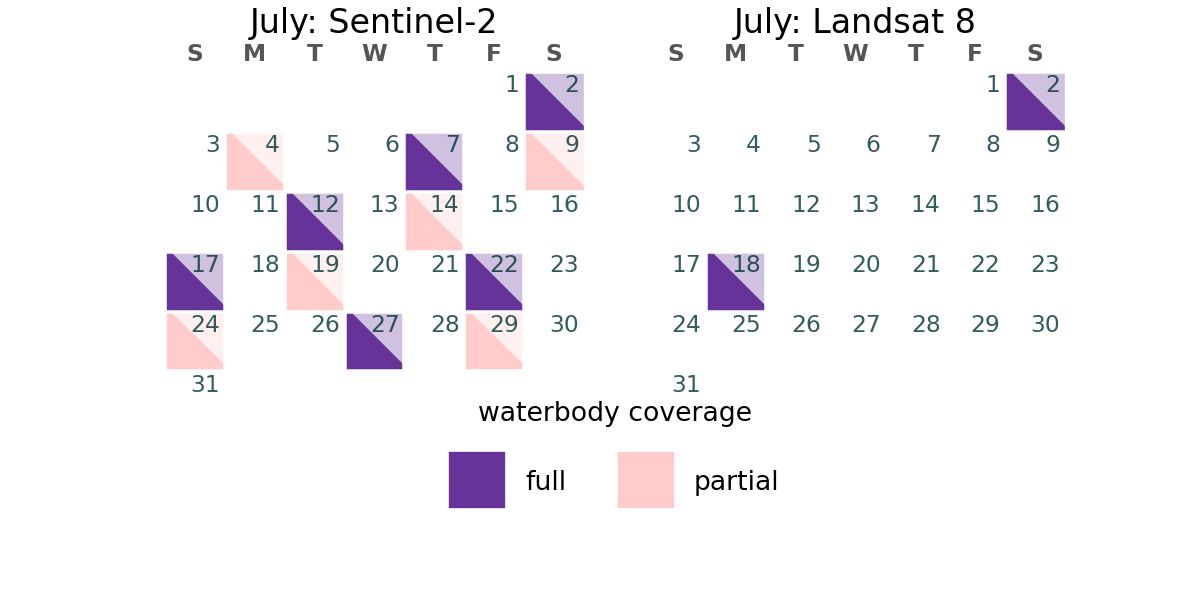 July: Sentinel-2
S M T W T F S
1 2
3 4 5 6 7 8 9
10 11 12 13 14 15 16
17 18 19 20 21 22 23
24 25 26 27 28 29 30
31
July: Landsat 8
S M T W T F S
1 2
3 4 5 6 7 8 9
10 11 12 13 14 15 16
17 18 19 20 21 22 23
24 25 26 27 28 29 30
31
waterbody coverage
full
partial